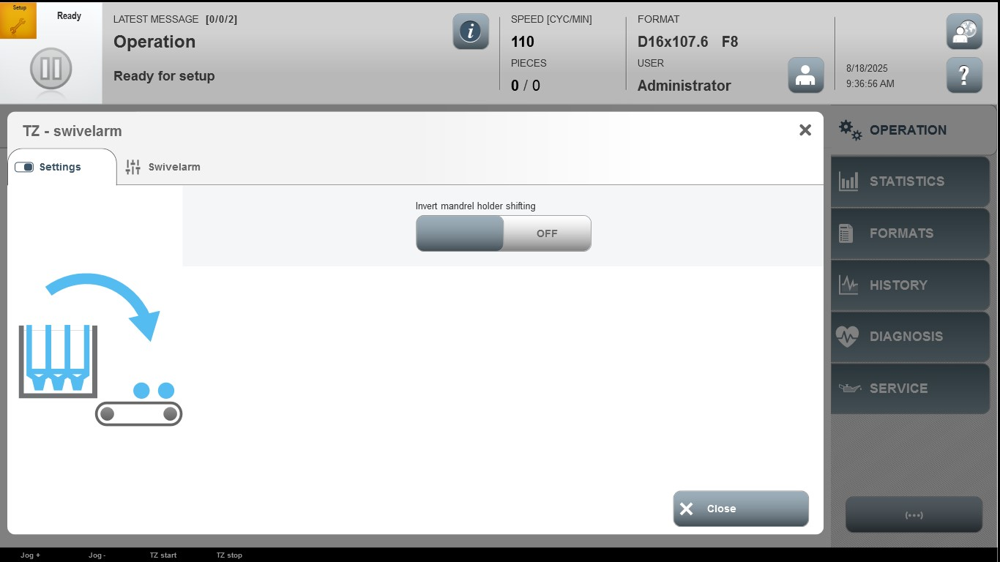 Setup
Ready
LATEST MESSAGE [0/0/2]
Operation
Ready for setup
SPEED [CYC/MIN]
110
PIECES
0 / 0
FORMAT
D16x107.6 F8
USER
Administrator
8/18/2025
9:36:56 AM
TZ - swivelarm
Settings
Swivelarm
Invert mandrel holder shifting
OFF
Close
OPERATION
STATISTICS
FORMATS
HISTORY
DIAGNOSIS
SERVICE
(•••)
Jog +
Jog -
TZ start
TZ stop